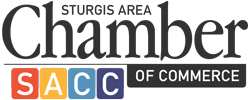 STURGIS AREA
Chamber
SACC OF COMMERCE